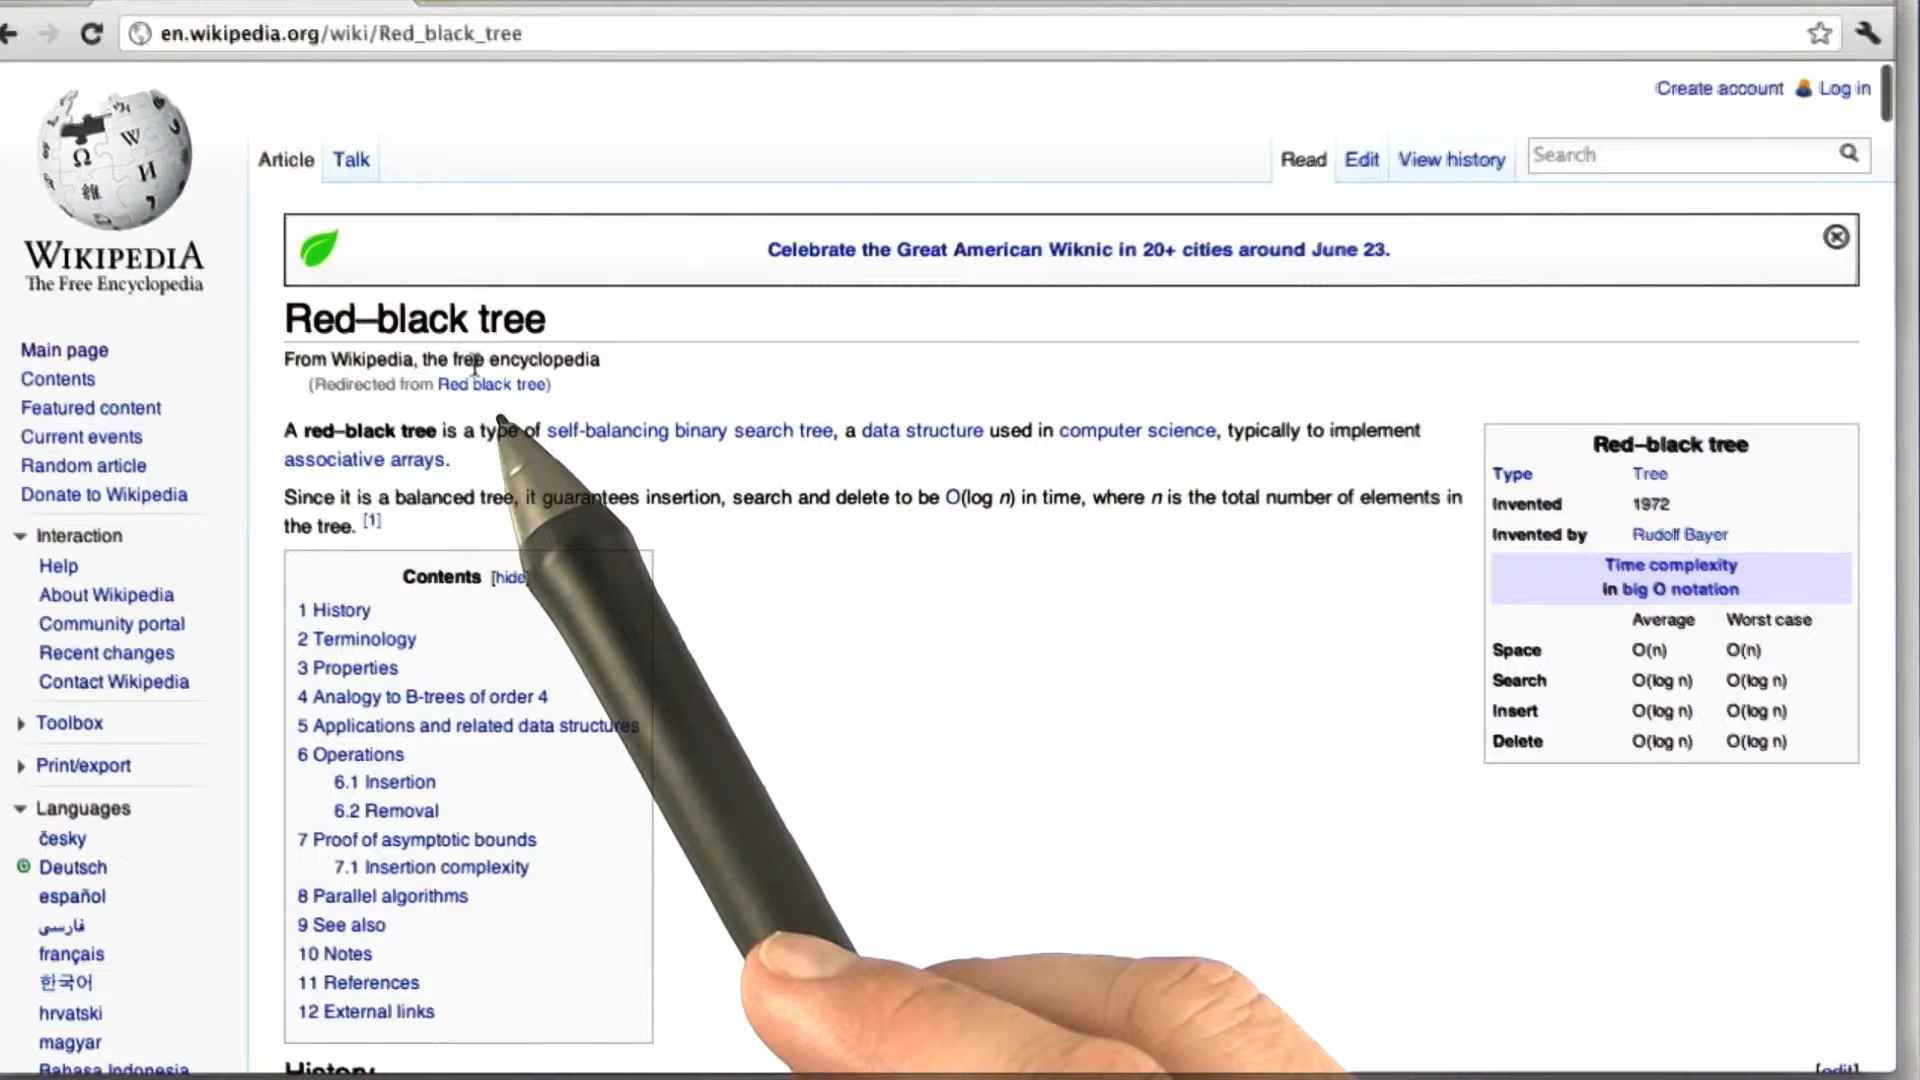 en.wikipedia.org/wiki/Red_black_tree
Create account Log in
Article Talk
Read Edit View history Search
WIKIPEDIA
The Free Encyclopedia
Celebrate the Great American Wiknic in 20+ cities around June 23.
Red–black tree
From Wikipedia, the free encyclopedia
(Redirected from Red black tree)
A red–black tree is a type of self-balancing binary search tree, a data structure used in computer science, typically to implement
associative arrays.
Since it is a balanced tree, it guarantees insertion, search and delete to be O(log n) in time, where n is the total number of elements in
the tree. [1]
Main page
Contents
Featured content
Current events
Random article
Donate to Wikipedia
Interaction
Help
About Wikipedia
Community portal
Recent changes
Contact Wikipedia
Toolbox
Print/export
Languages
česky
Deutsch
español
فارسی
français
한국어
hrvatski
magyar
Bahasa Indonesia
Contents [hide
1 History
2 Terminology
3 Properties
4 Analogy to B-trees of order 4
5 Applications and related data structures
6 Operations
6.1 Insertion
6.2 Removal
7 Proof of asymptotic bounds
7.1 Insertion complexity
8 Parallel algorithms
9 See also
10 Notes
11 References
12 External links
History
[edit]
Red–black tree
Type Tree
Invented 1972
Invented by Rudolf Bayer
Time complexity
in big O notation
Average Worst case
Space O(n) O(n)
Search O(log n) O(log n)
Insert O(log n) O(log n)
Delete O(log n) O(log n)